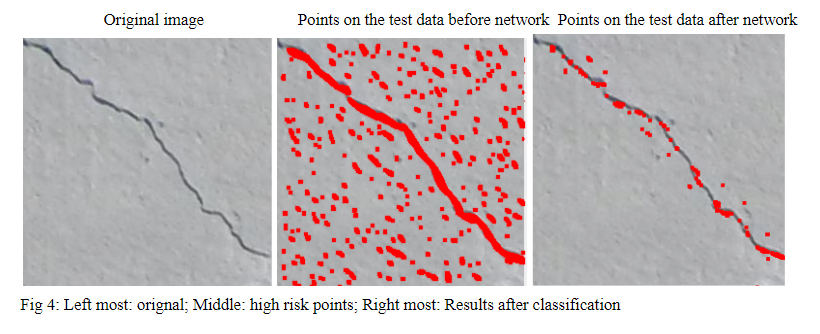 Original image
Points on the test data before network
Points on the test data after network
Fig 4: Left most: orignal; Middle: high risk points; Right most: Results after classification